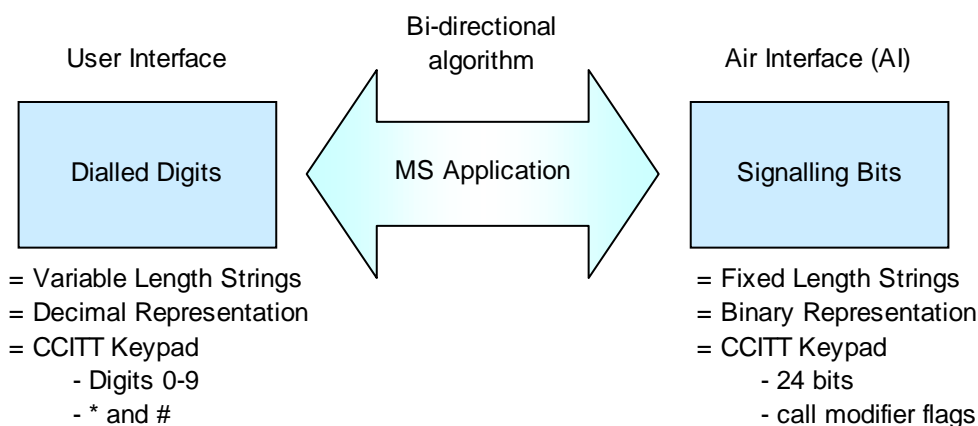 User Interface
Bi-directional
algorithm
Air Interface (AI)
Dialled Digits
MS Application
Signalling Bits
= Variable Length Strings
= Decimal Representation
= CCITT Keypad
- Digits 0-9
- * and #
= Fixed Length Strings
= Binary Representation
= CCITT Keypad
- 24 bits
- call modifier flags